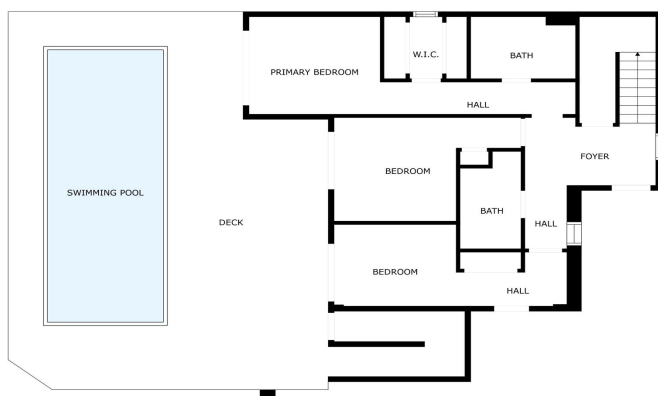 W.I.C.
BATH
PRIMARY BEDROOM
HALL
FOYER
BEDROOM
SWIMMING POOL
BATH
DECK
HALL
BEDROOM
HALL